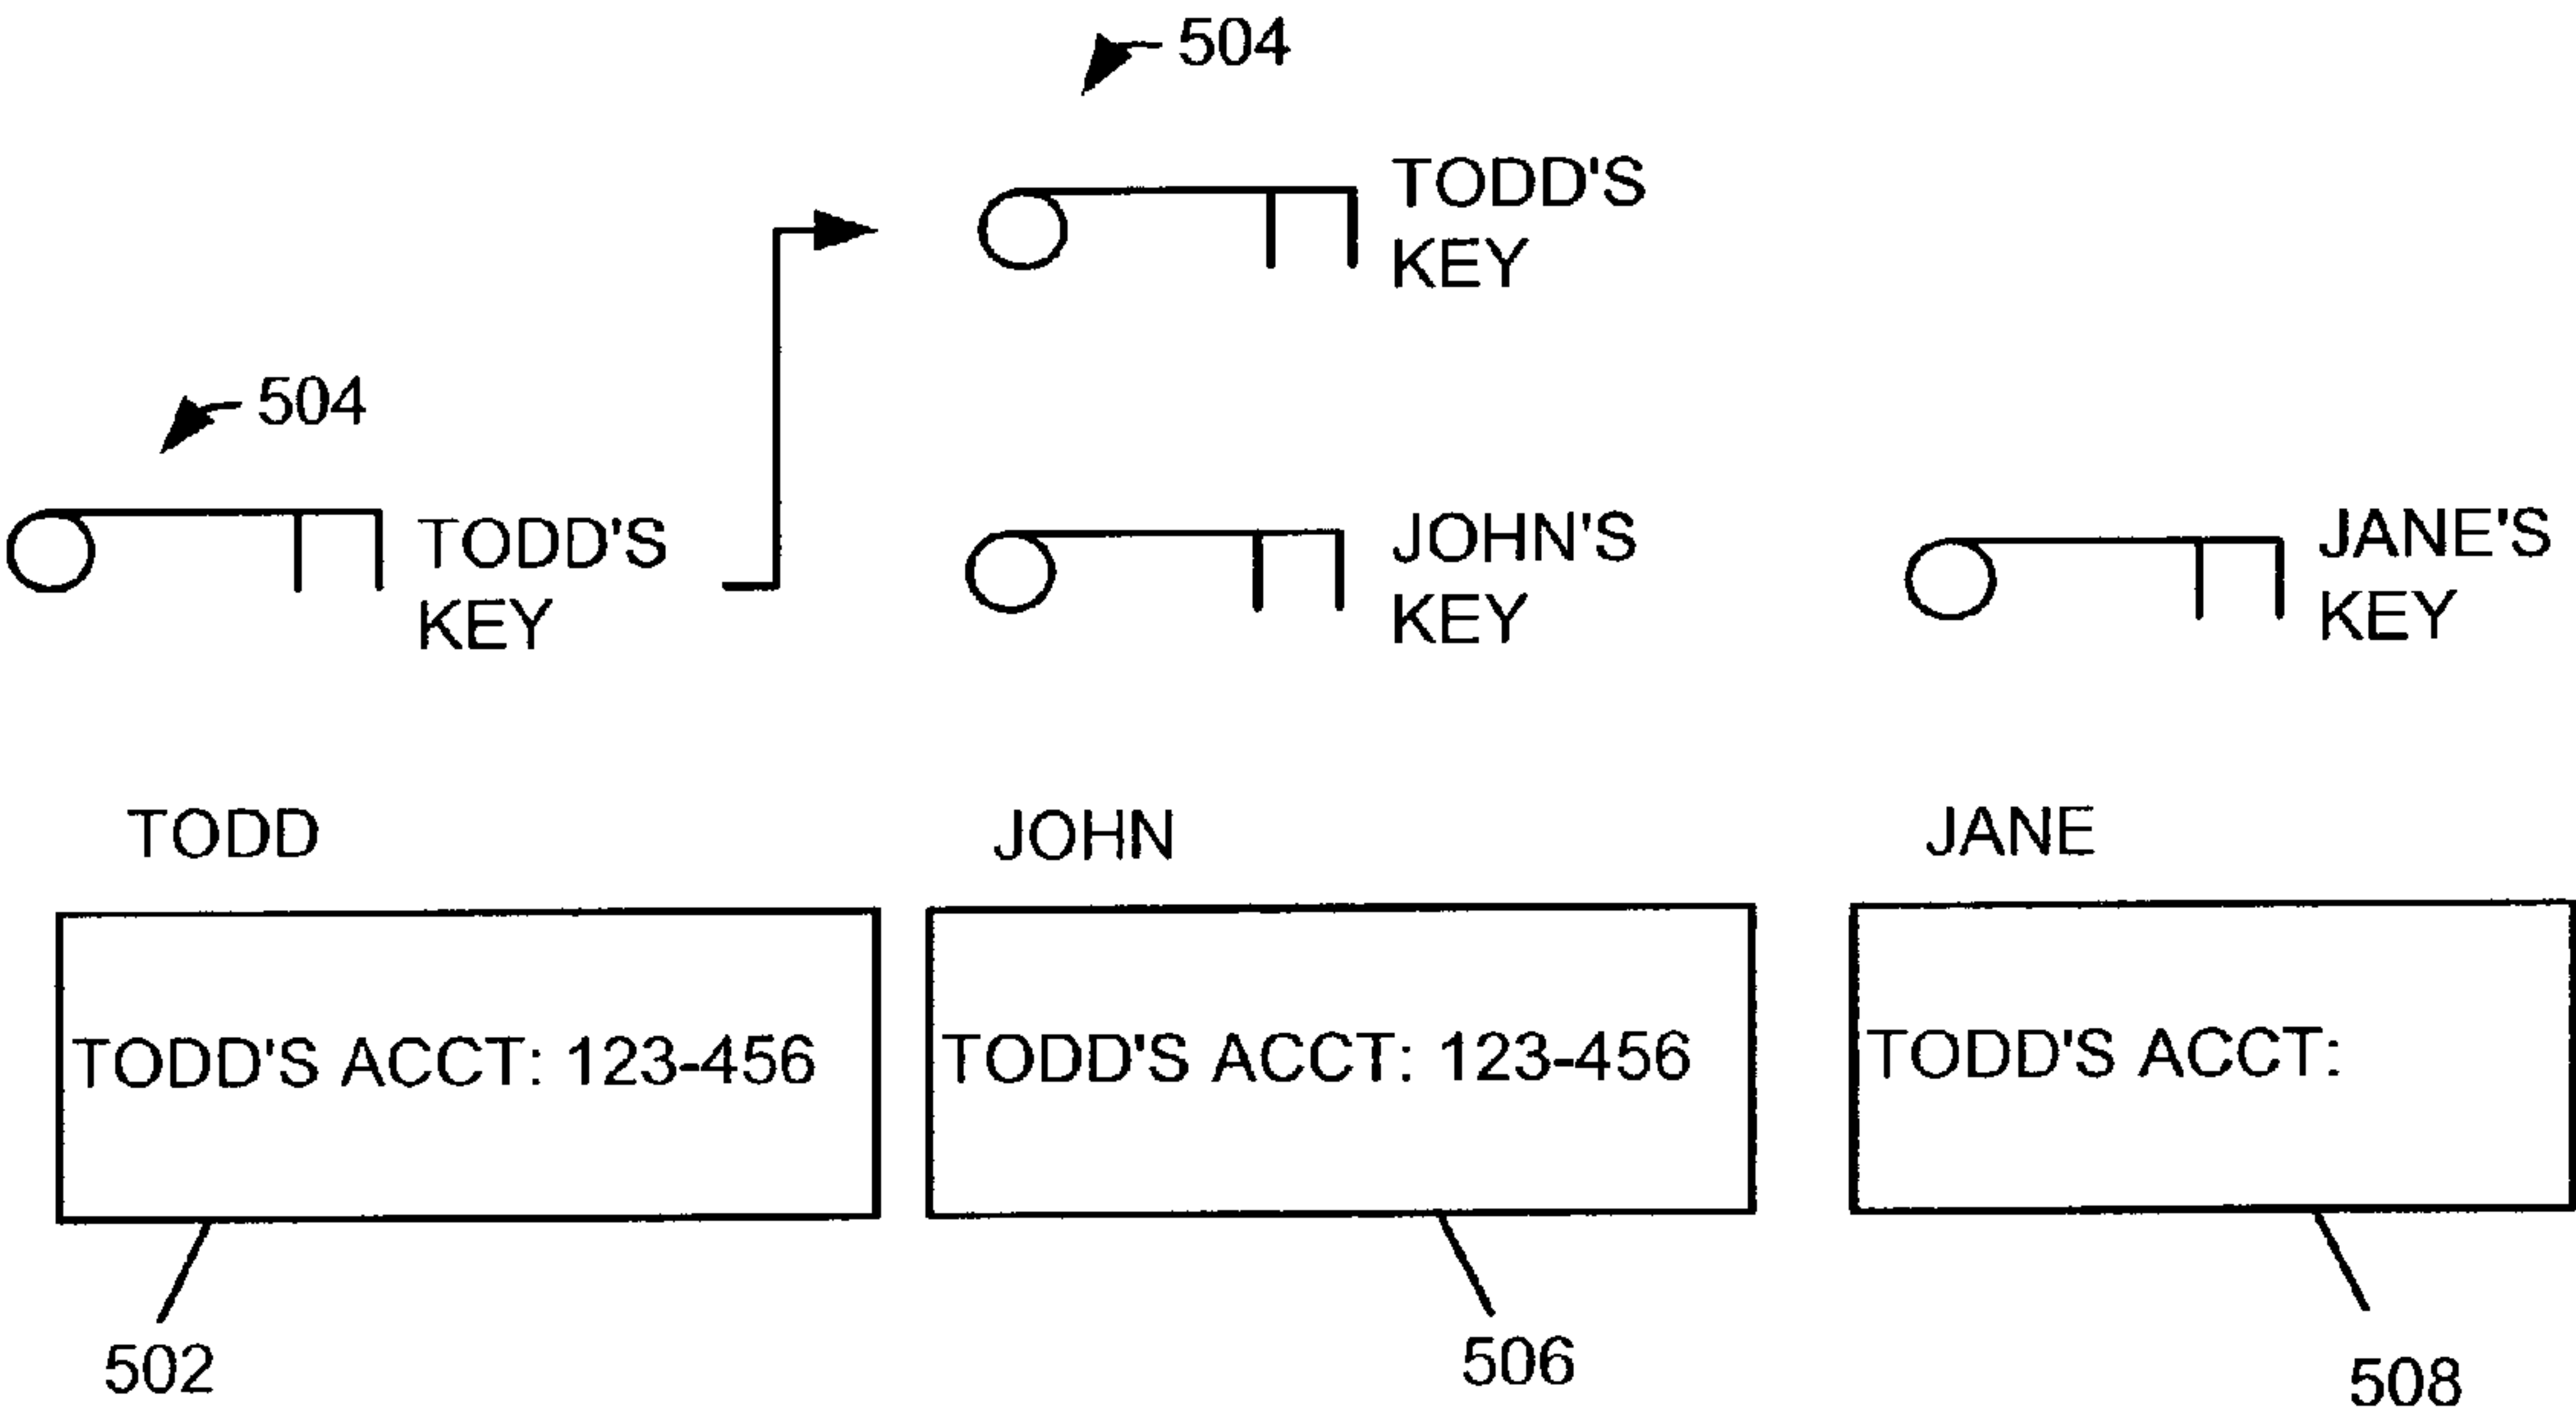 504
TODD'S
KEY
504
TODD'S
KEY
JOHN'S
KEY
JANE'S
KEY
TODD
JOHN
JANE
TODD'S ACCT: 123-456
TODD'S ACCT: 123-456
TODD'S ACCT:
502
506
508